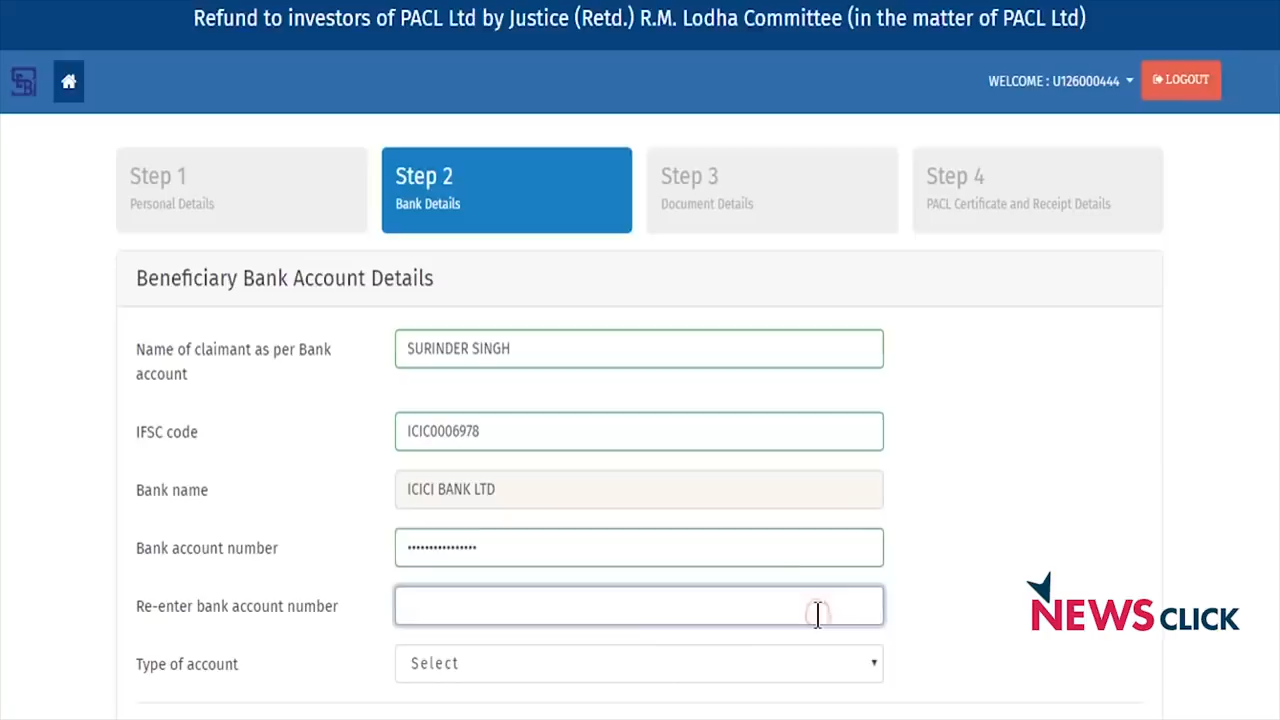 Refund to investors of PACL Ltd by Justice (Retd.) R.M. Lodha Committee (in the matter of PACL Ltd)
SEBI
WELCOME : U126000444
LOGOUT
Step 1
Personal Details
Step 2
Bank Details
Step 3
Document Details
Step 4
PACL Certificate and Receipt Details
Beneficiary Bank Account Details
Name of claimant as per Bank
account
SURINDER SINGH
IFSC code
ICIC0006978
Bank name
ICICI BANK LTD
Bank account number
••••••••••••••••
Re-enter bank account number
Type of account
Select
NEWS CLICK